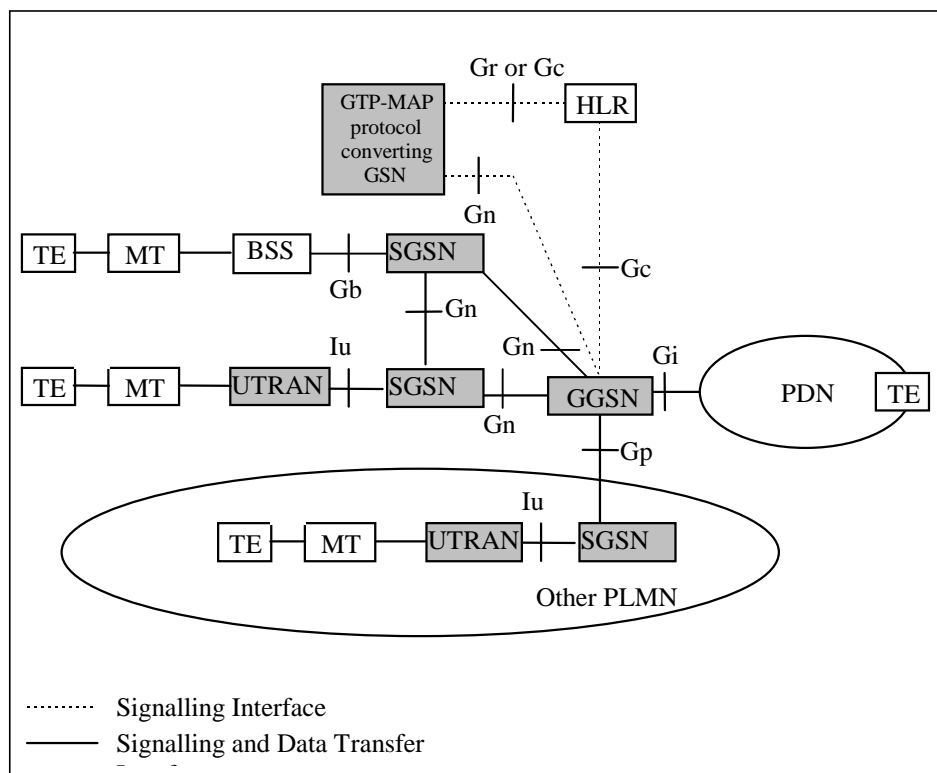 Gr or Gc
GTP-MAP
protocol
converting
GSN
HLR
Gn
TE
MT
BSS
SGSN
Gb
Gc
Gn
Iu
Gn
Gi
TE
MT
UTRAN
SGSN
GGSN
PDN
TE
Gn
Gp
Iu
TE
MT
UTRAN
SGSN
Other PLMN
Signalling Interface
Signalling and Data Transfer